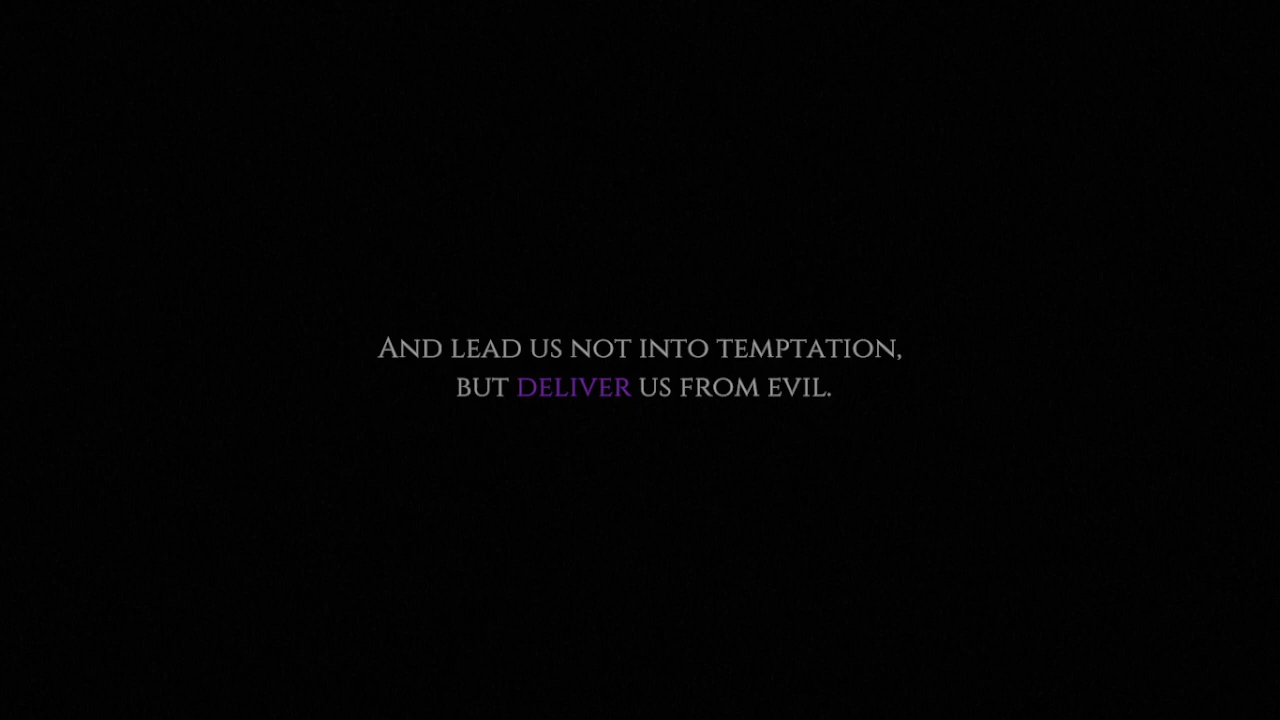 And lead us not into temptation,
but deliver us from evil.